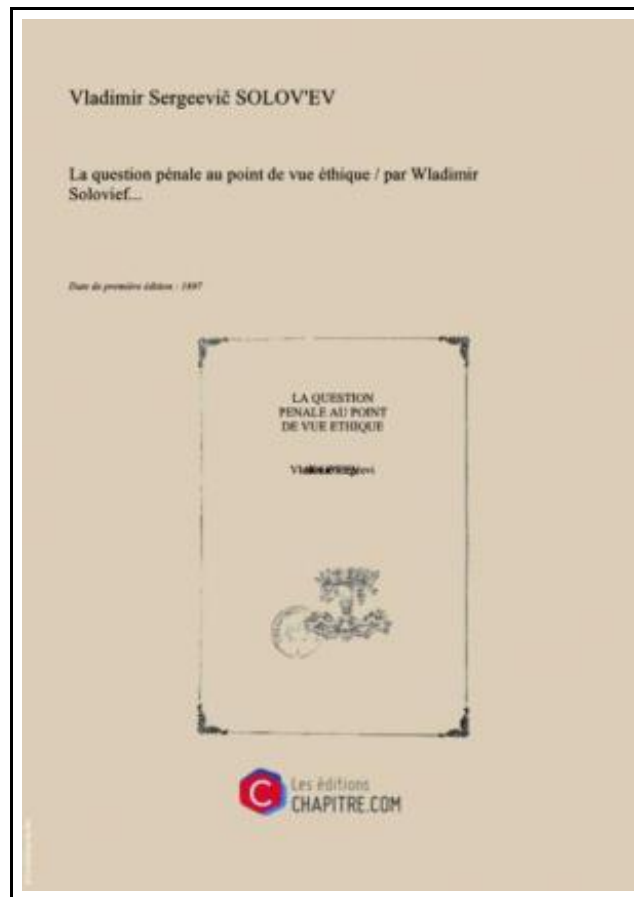 Vladimir Sergeevič SOLOV'EV
La question pénale au point de vue éthique / par Wladimir
Solovief...
Date de première édition : 1897
LA QUESTION
PENALE AU POINT
DE VUE ETHIQUE
Les éditions
CHAPITRE.COM